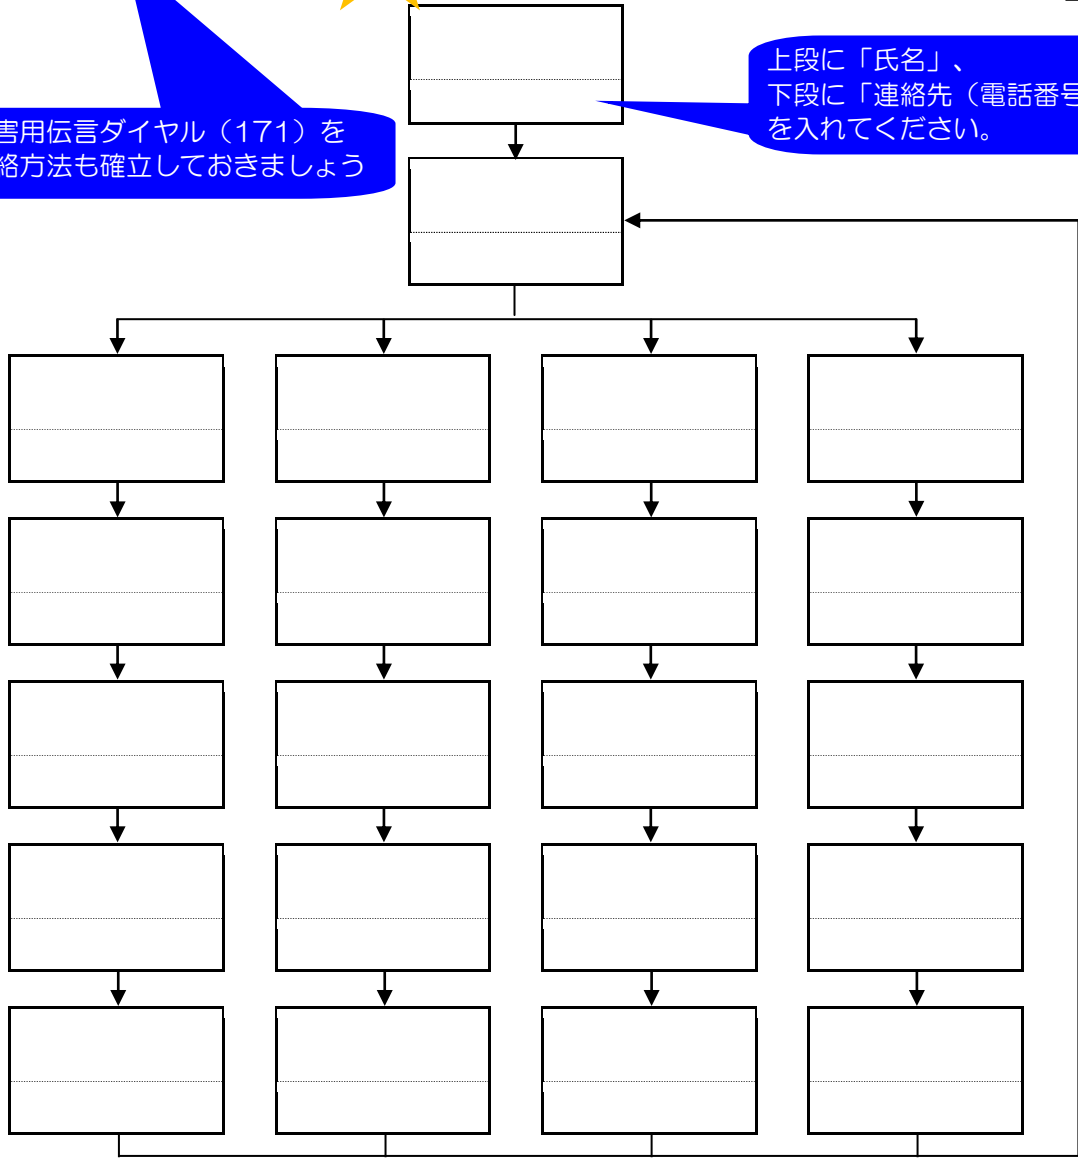 上段に「氏名」、
下段に「連絡先（電話番号
を入れてください。
害用伝言ダイヤル（171）を
絡方法も確立しておきましょう